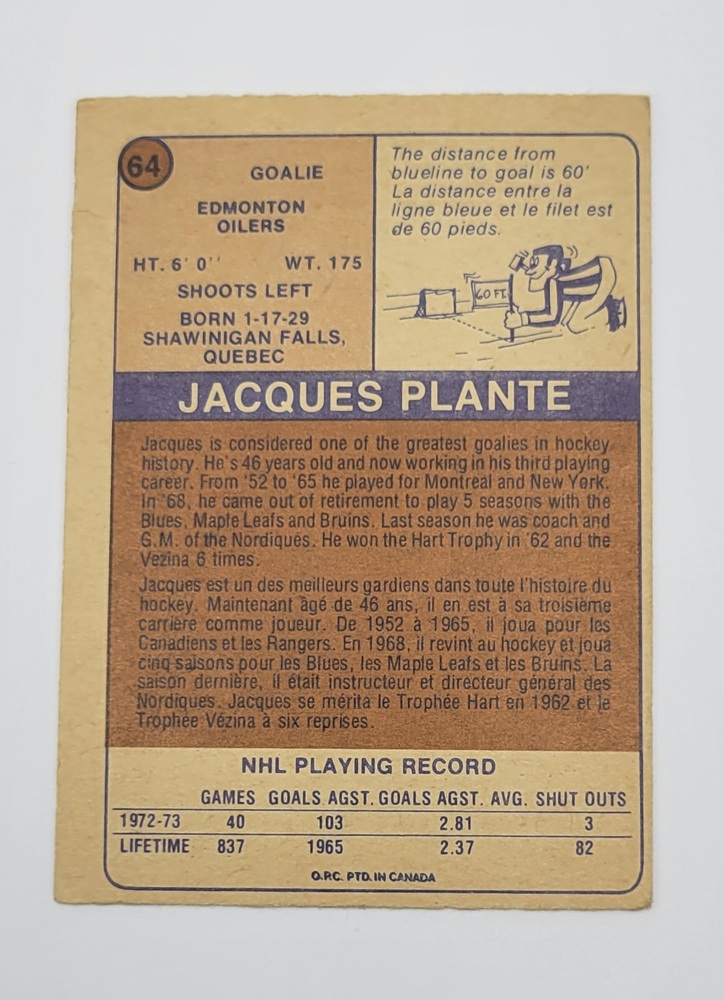 64
GOALIE
EDMONTON
OILERS
HT. 6' 0'' WT. 175
SHOOTS LEFT
BORN 1-17-29
SHAWINIGAN FALLS,
QUEBEC
The distance from
blueline to goal is 60'
La distance entre la
ligne bleue et le filet est
de 60 pieds.
60 FT.
JACQUES PLANTE
Jacques is considered one of the greatest goalies in hockey
history. He's 46 years old and now working in his third playing
career. From '52 to '65 he played for Montreal and New York.
In '68, he came out of retirement to play 5 seasons with the
Blues, Maple Leafs and Bruins. Last season he was coach and
G.M. of the Nordiques. He won the Hart Trophy in '62 and the
Vezina 6 times.
Jacques est un des meilleurs gardiens dans toute l'histoire du
hockey. Maintenant âgé de 46 ans, il en est à sa troisième
carrière comme joueur. De 1952 à 1965, il joua pour les
Canadiens et les Rangers. En 1968, il revint au hockey et joua
cinq saisons pour les Blues, les Maple Leafs et les Bruins. La
saison dernière, il était instructeur et directeur général des
Nordiques. Jacques se mérita le Trophée Hart en 1962 et le
Trophée Vézina à six reprises.
NHL PLAYING RECORD
GAMES GOALS AGST. GOALS AGST. AVG. SHUT OUTS
1972-73 40 103 2.81 3
LIFETIME 837 1965 2.37 82
O.P.C. PTD. IN CANADA